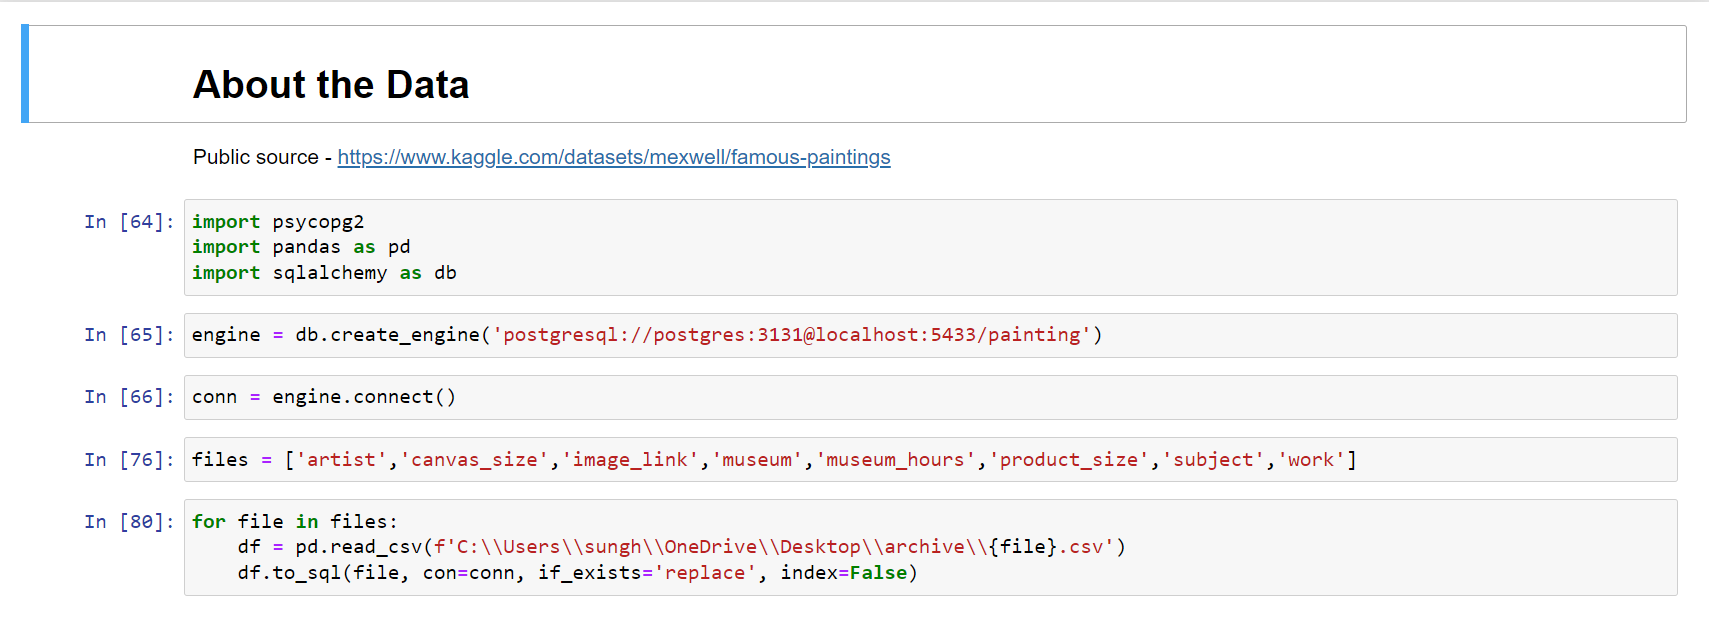 About the Data
Public source - https://www.kaggle.com/datasets/mexwell/famous-paintings
In [64]: import psycopg2
import pandas as pd
import sqlalchemy as db
In [65]: engine = db.create_engine('postgresql://postgres:3131@localhost:5433/painting')
In [66]: conn = engine.connect()
In [76]: files = ['artist','canvas_size','image_link','museum','museum_hours','product_size','subject','work']
In [80]: for file in files:
    df = pd.read_csv(f'C:\\Users\\sungh\\OneDrive\\Desktop\\archive\\{file}.csv')
    df.to_sql(file, con=conn, if_exists='replace', index=False)